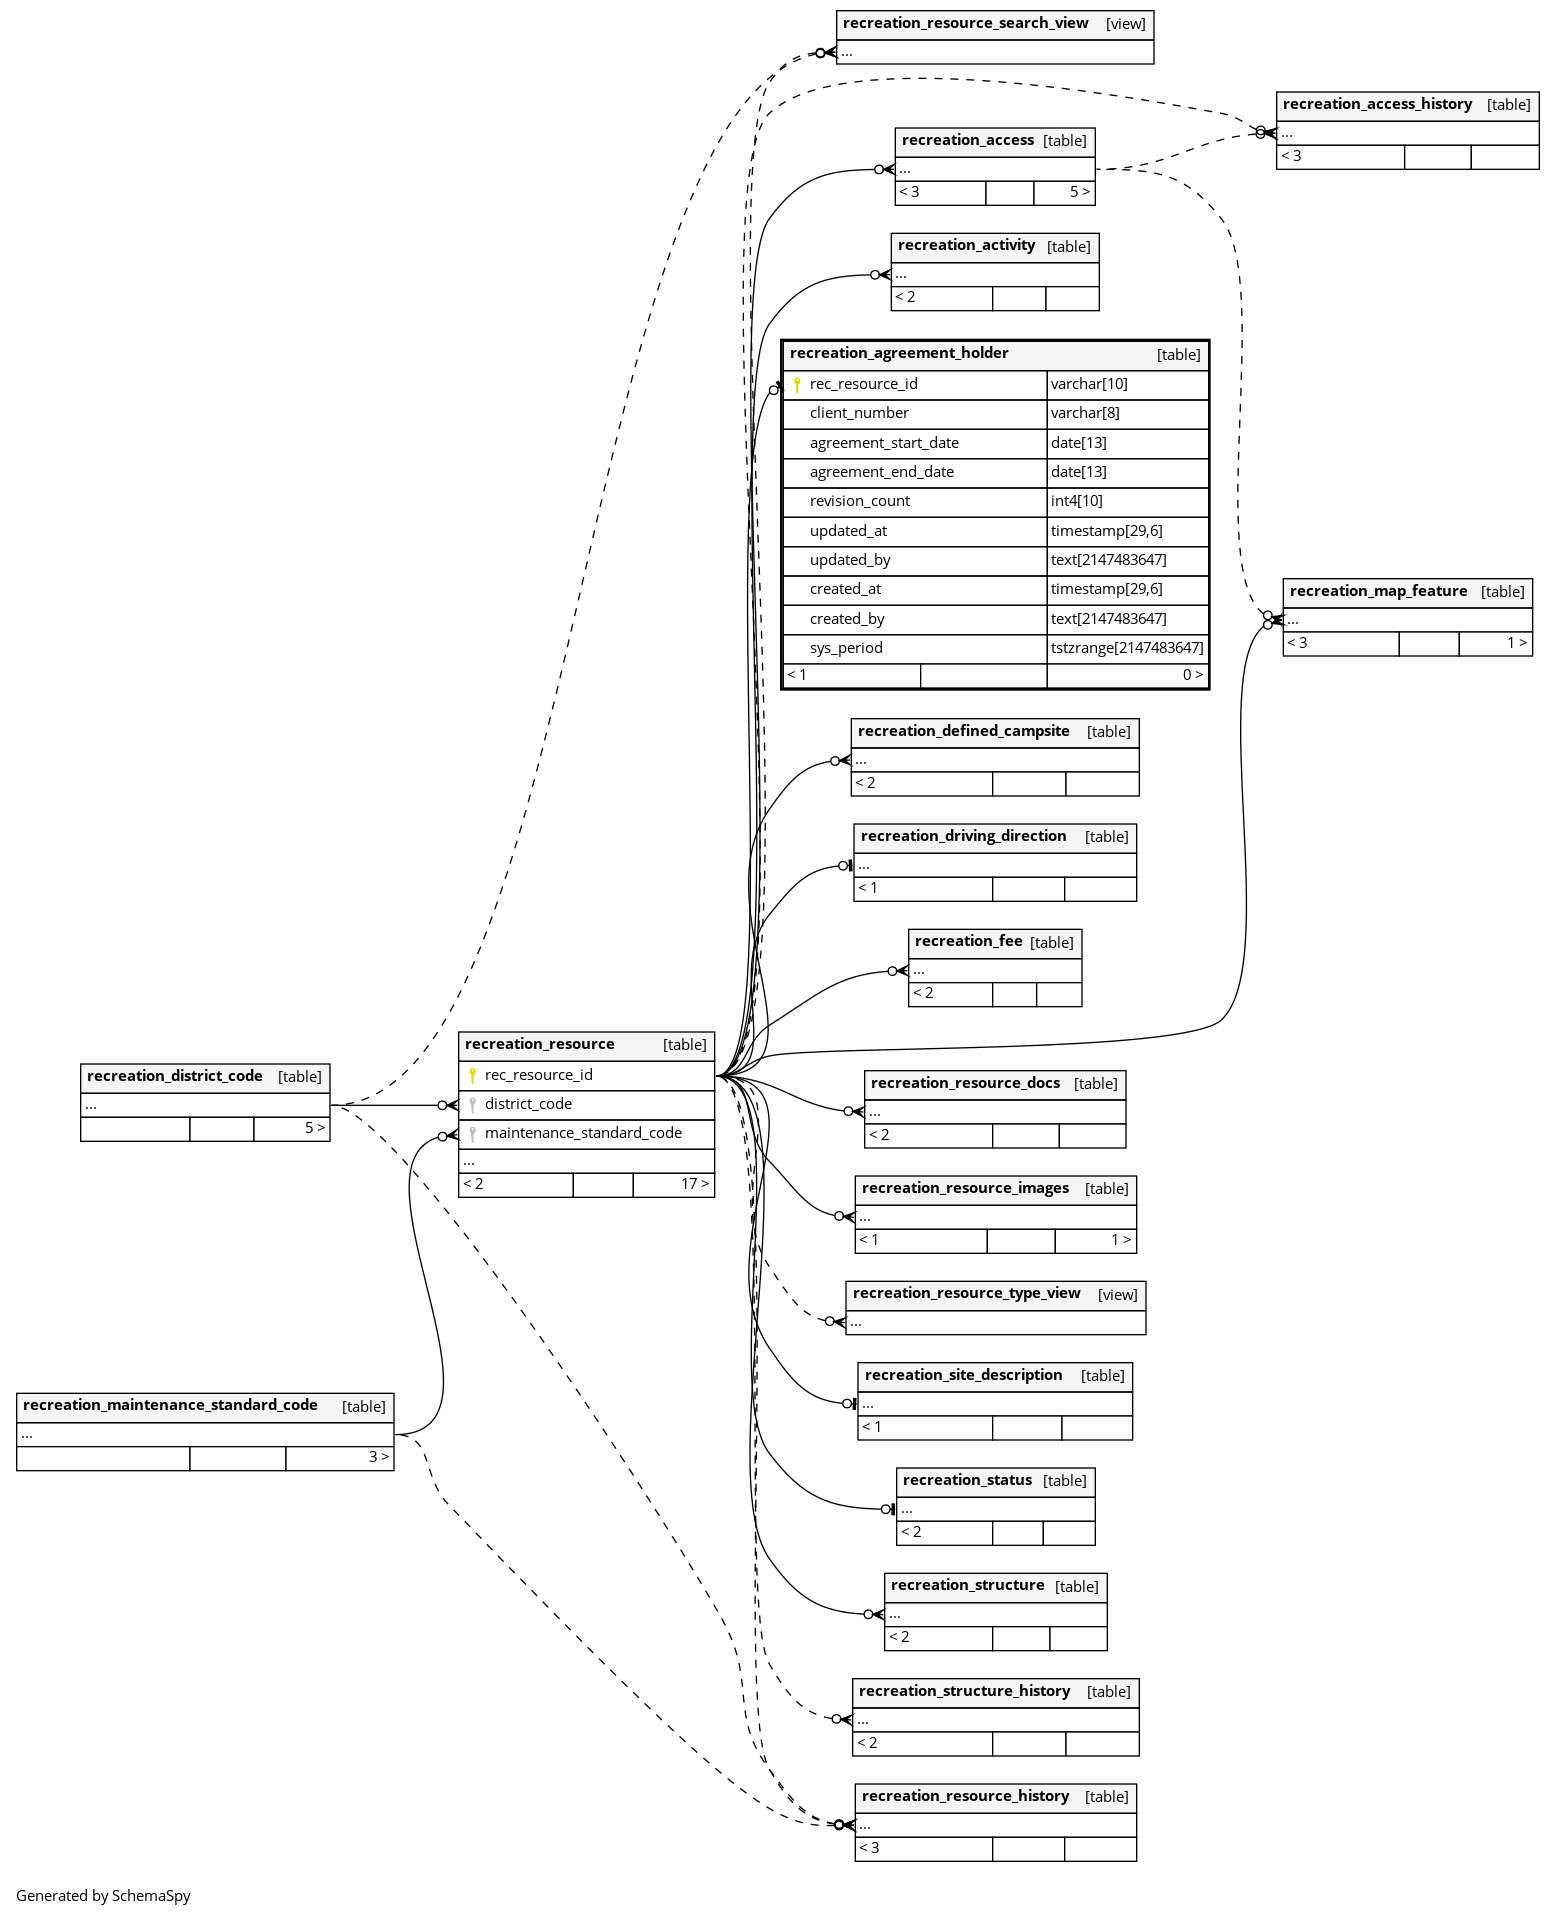 recreation_resource_search_view [view]
...
recreation_access_history [table]
...
< 3
recreation_access [table]
...
< 3 5 >
recreation_activity [table]
...
< 2
recreation_agreement_holder [table]
rec_resource_id varchar[10]
client_number varchar[8]
agreement_start_date date[13]
agreement_end_date date[13]
revision_count int4[10]
updated_at timestamp[29,6]
updated_by text[2147483647]
created_at timestamp[29,6]
created_by text[2147483647]
sys_period tstzrange[2147483647]
< 1 0 >
recreation_map_feature [table]
...
< 3 1 >
recreation_defined_campsite [table]
...
< 2
recreation_driving_direction [table]
...
< 1
recreation_fee [table]
...
< 2
recreation_resource [table]
rec_resource_id
district_code
maintenance_standard_code
...
< 2 17 >
recreation_district_code [table]
...
5 >
recreation_resource_docs [table]
...
< 2
recreation_resource_images [table]
...
< 1 1 >
recreation_resource_type_view [view]
...
recreation_site_description [table]
...
< 1
recreation_maintenance_standard_code [table]
...
3 >
recreation_status [table]
...
< 2
recreation_structure [table]
...
< 2
recreation_structure_history [table]
...
< 2
recreation_resource_history [table]
...
< 3
Generated by SchemaSpy